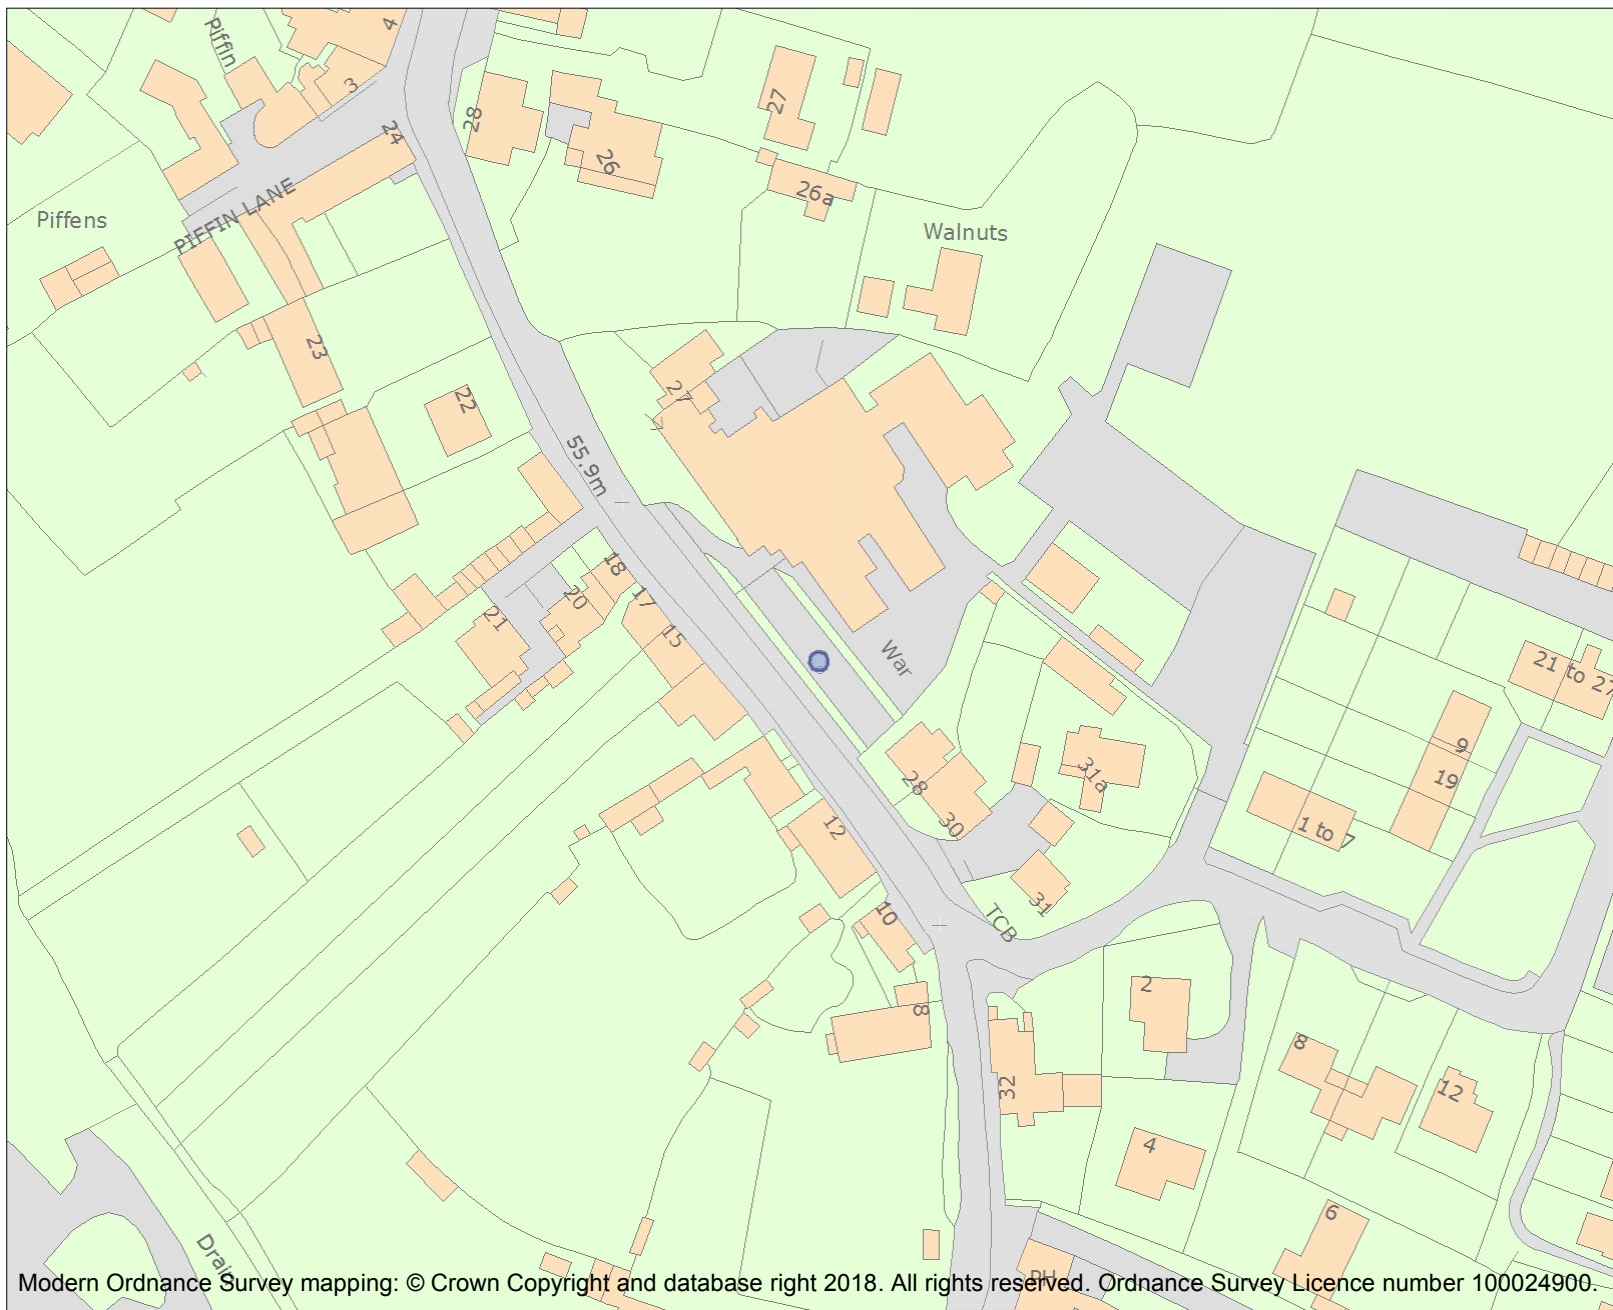 Piffin
4
3
28
27
24
26
26a
PIFFIN LANE
Piffens
Walnuts
23
27
22
55.9m
18
20
17
21
15
War
21 to 27
9
19
31a
28
1 to 7
30
12
31
TCB
10
2
8
32
8
12
4
6
Drain
PH
Modern Ordnance Survey mapping: © Crown Copyright and database right 2018. All rights reserved. Ordnance Survey Licence number 100024900.